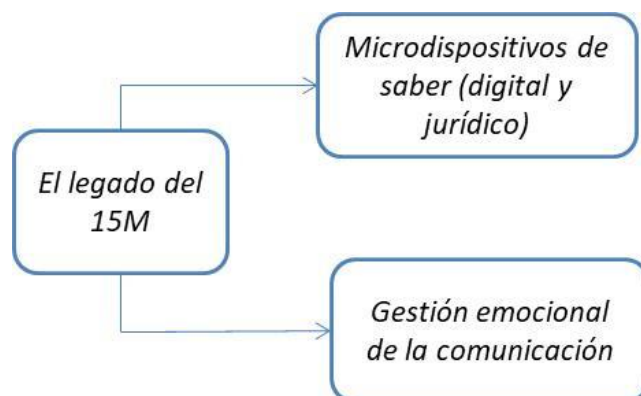 Microdispositivos de
saber (digital y
jurídico)
El legado del
15M
Gestión emocional
de la comunicación